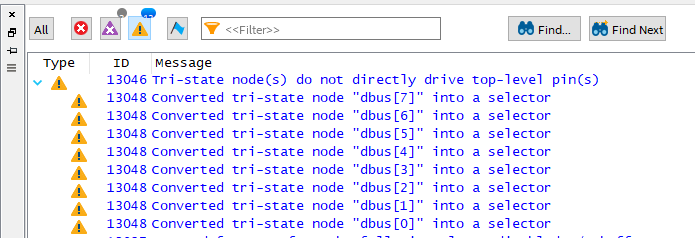 All <<Filter>> Find... Find Next
Type ID Message
13046 Tri-state node(s) do not directly drive top-level pin(s)
13048 Converted tri-state node "dbus[7]" into a selector
13048 Converted tri-state node "dbus[6]" into a selector
13048 Converted tri-state node "dbus[5]" into a selector
13048 Converted tri-state node "dbus[4]" into a selector
13048 Converted tri-state node "dbus[3]" into a selector
13048 Converted tri-state node "dbus[2]" into a selector
13048 Converted tri-state node "dbus[1]" into a selector
13048 Converted tri-state node "dbus[0]" into a selector